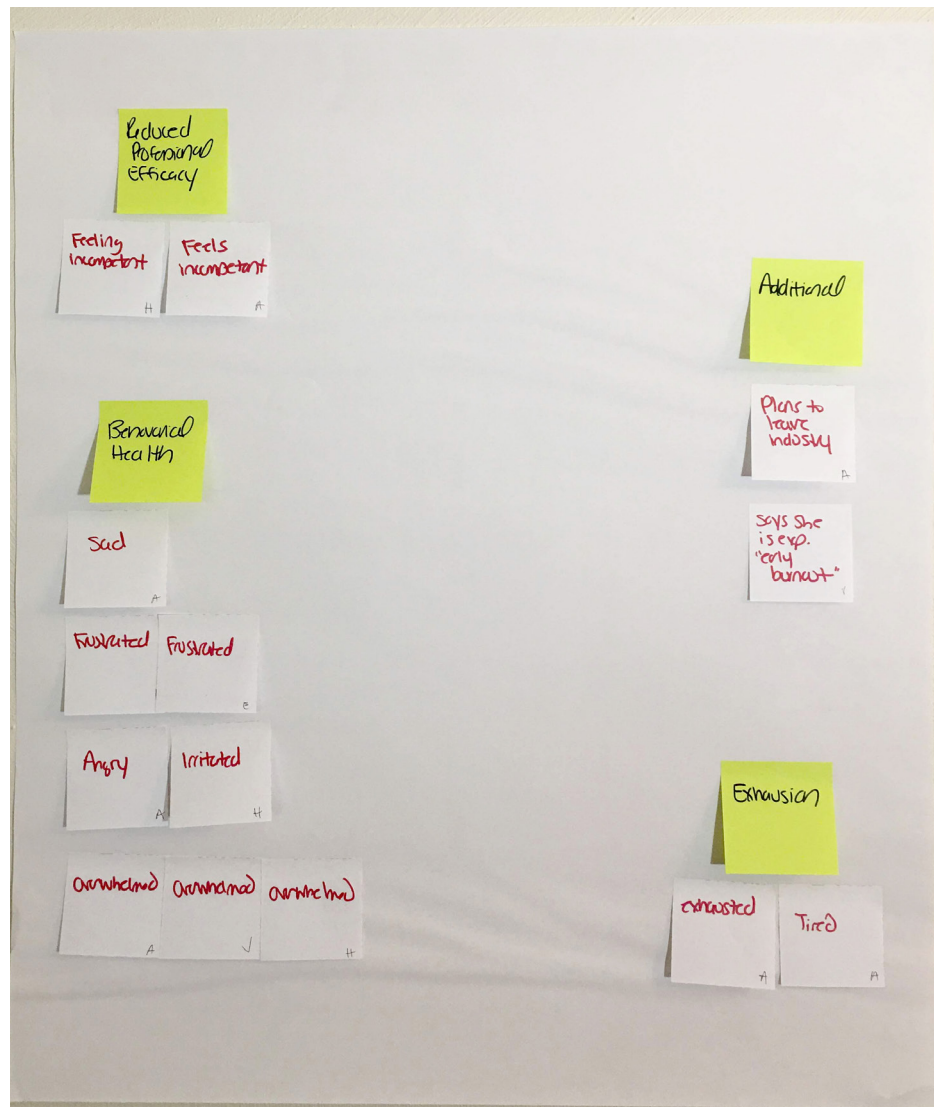 Reduced
Professional
Efficacy
Feeling
incompetent
H
Feels
incompetent
A
Behavorial
Health
Sad
A
Frustrated
Frustrated
E
Angry
A
Irritated
H
Overwhelmed
A
Overwhelmed
J
Overwhelmed
H
Additional
Plans to
leave
industry
A
Says she
is exp.
"early
burnout"
Y
Exhausion
Exhausted
A
Tired
A